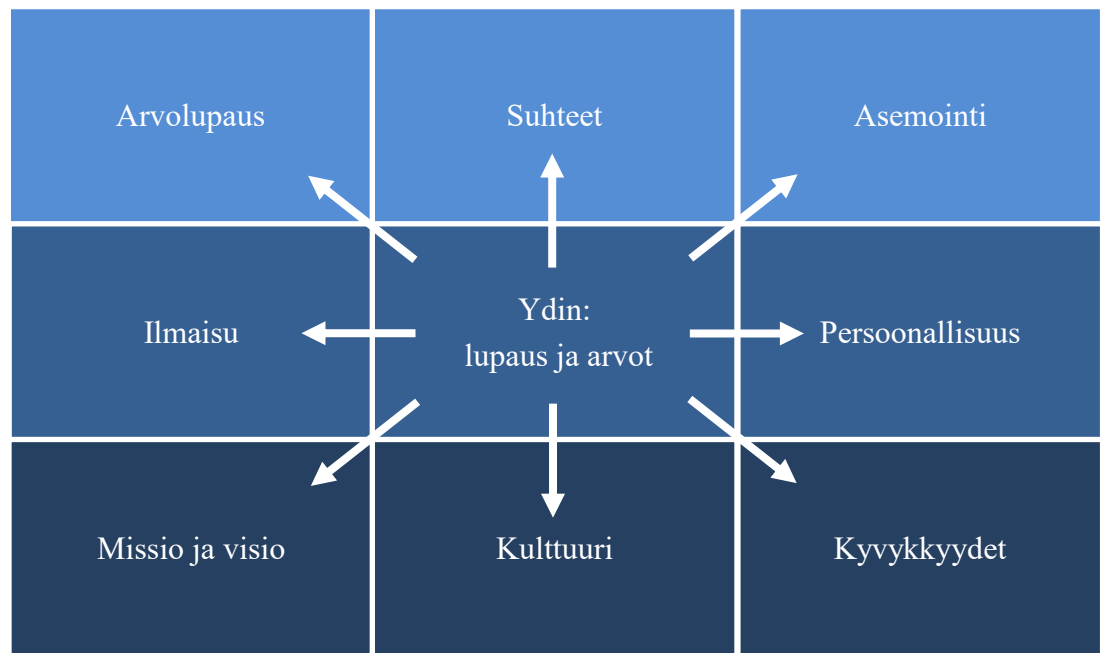 Arvolupaus
Suhteet
Asemointi
Ilmaisu
Ydin:
lupaus ja arvot
Persoonallisuus
Missio ja visio
Kulttuuri
Kyvykkyydet